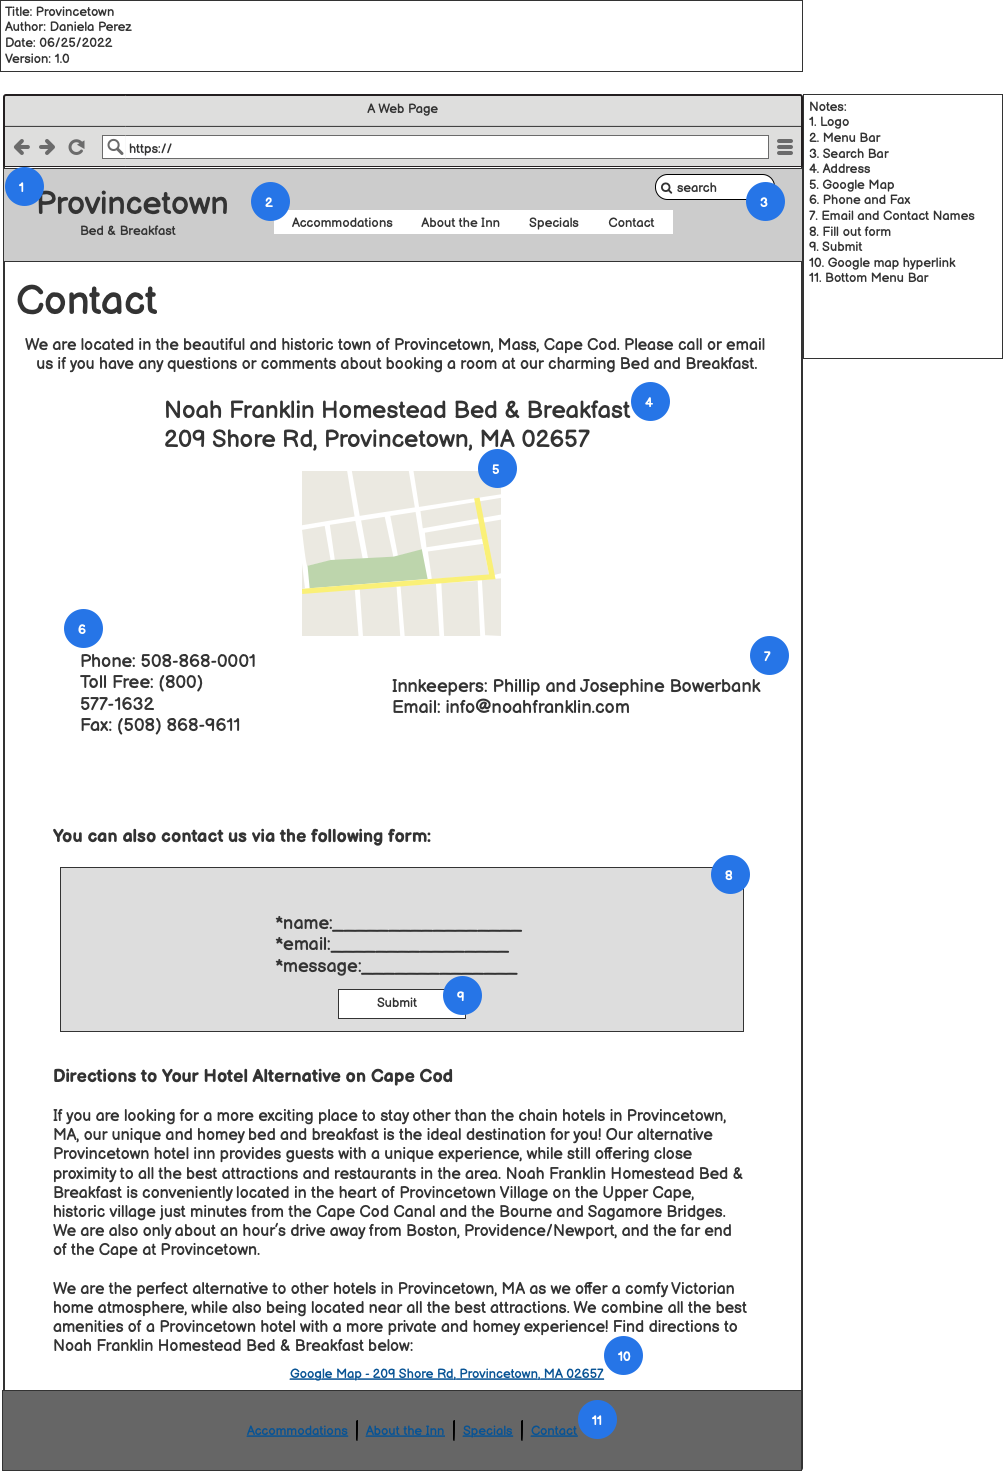 Title: Provincetown
Author: Daniela Perez
Date: 06/25/2022
Version: 1.0
A Web Page
https://
Notes:
1. Logo
2. Menu Bar
3. Search Bar
4. Address
5. Google Map
6. Phone and Fax
7. Email and Contact Names
8. Fill out form
9. Submit
10. Google map hyperlink
11. Bottom Menu Bar
1
Provincetown
Bed & Breakfast
2
search
3
Accommodations About the Inn Specials Contact
Contact
We are located in the beautiful and historic town of Provincetown, Mass, Cape Cod. Please call or email
us if you have any questions or comments about booking a room at our charming Bed and Breakfast.
Noah Franklin Homestead Bed & Breakfast
4
209 Shore Rd, Provincetown, MA 02657
5
6
Phone: 508-868-0001
Toll Free: (800)
577-1632
Fax: (508) 868-9611
7
Innkeepers: Phillip and Josephine Bowerbank
Email: info@noahfranklin.com
You can also contact us via the following form:
8
*name:___________________
*email:__________________
*message:________________
Submit
9
Directions to Your Hotel Alternative on Cape Cod
If you are looking for a more exciting place to stay other than the chain hotels in Provincetown,
MA, our unique and homey bed and breakfast is the ideal destination for you! Our alternative
Provincetown hotel inn provides guests with a unique experience, while still offering close
proximity to all the best attractions and restaurants in the area. Noah Franklin Homestead Bed &
Breakfast is conveniently located in the heart of Provincetown Village on the Upper Cape,
historic village just minutes from the Cape Cod Canal and the Bourne and Sagamore Bridges.
We are also only about an hour's drive away from Boston, Providence/Newport, and the far end
of the Cape at Provincetown.
We are the perfect alternative to other hotels in Provincetown, MA as we offer a comfy Victorian
home atmosphere, while also being located near all the best attractions. We combine all the best
amenities of a Provincetown hotel with a more private and homey experience! Find directions to
Noah Franklin Homestead Bed & Breakfast below:
10
Google Map - 209 Shore Rd, Provincetown, MA 02657
Accommodations | About the Inn | Specials | Contact
11